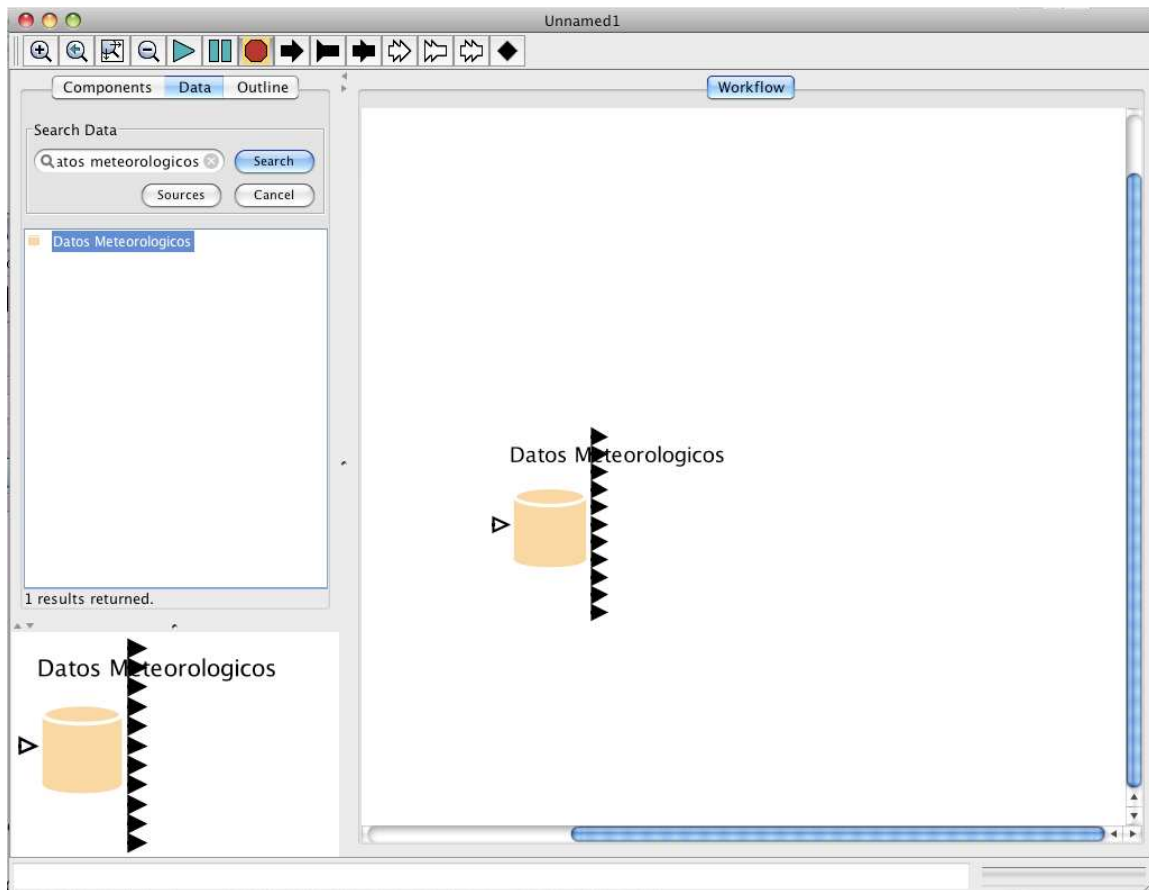 Unnamed1
Components Data Outline
Workflow
Search Data
atos meteorologicos
Search
Sources
Cancel
Datos Meteorologicos
1 results returned.
Datos Meteorologicos
Datos Meteorologicos